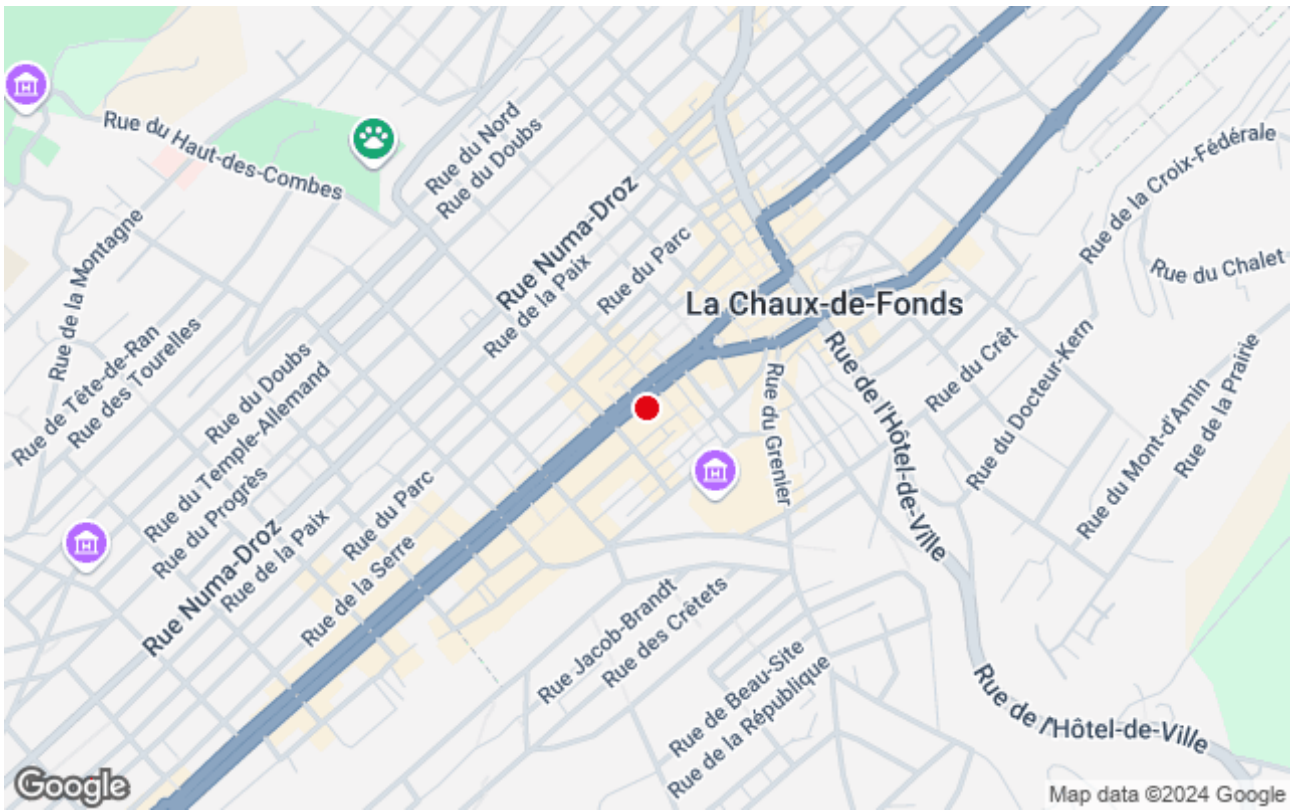 Rue du Haut-des-Combes
Rue du Nord
Rue du Doubs
Rue de la Croix-Fédérale
Rue du Chalet
Rue de la Montagne
Rue Numa-Droz
Rue de la Paix
Rue du Parc
La Chaux-de-Fonds
Rue de Tête-de-Ran
Rue des Tourelles
Rue du Doubs
Rue du Temple-Allemand
Rue du Progrès
Rue du Crêt
Rue du Docteur-Kern
Rue du Mont-d'Amin
Rue de la Prairie
Rue du Grenier
Rue de l'Hôtel-de-Ville
Rue du Parc
Rue de la Serre
Rue de la Paix
Rue Numa-Droz
Rue Jacob-Brandt
Rue des Crêtets
Rue de Beau-Site
Rue de la République
Rue de l'Hôtel-de-Ville
Google
Map data ©2024 Google